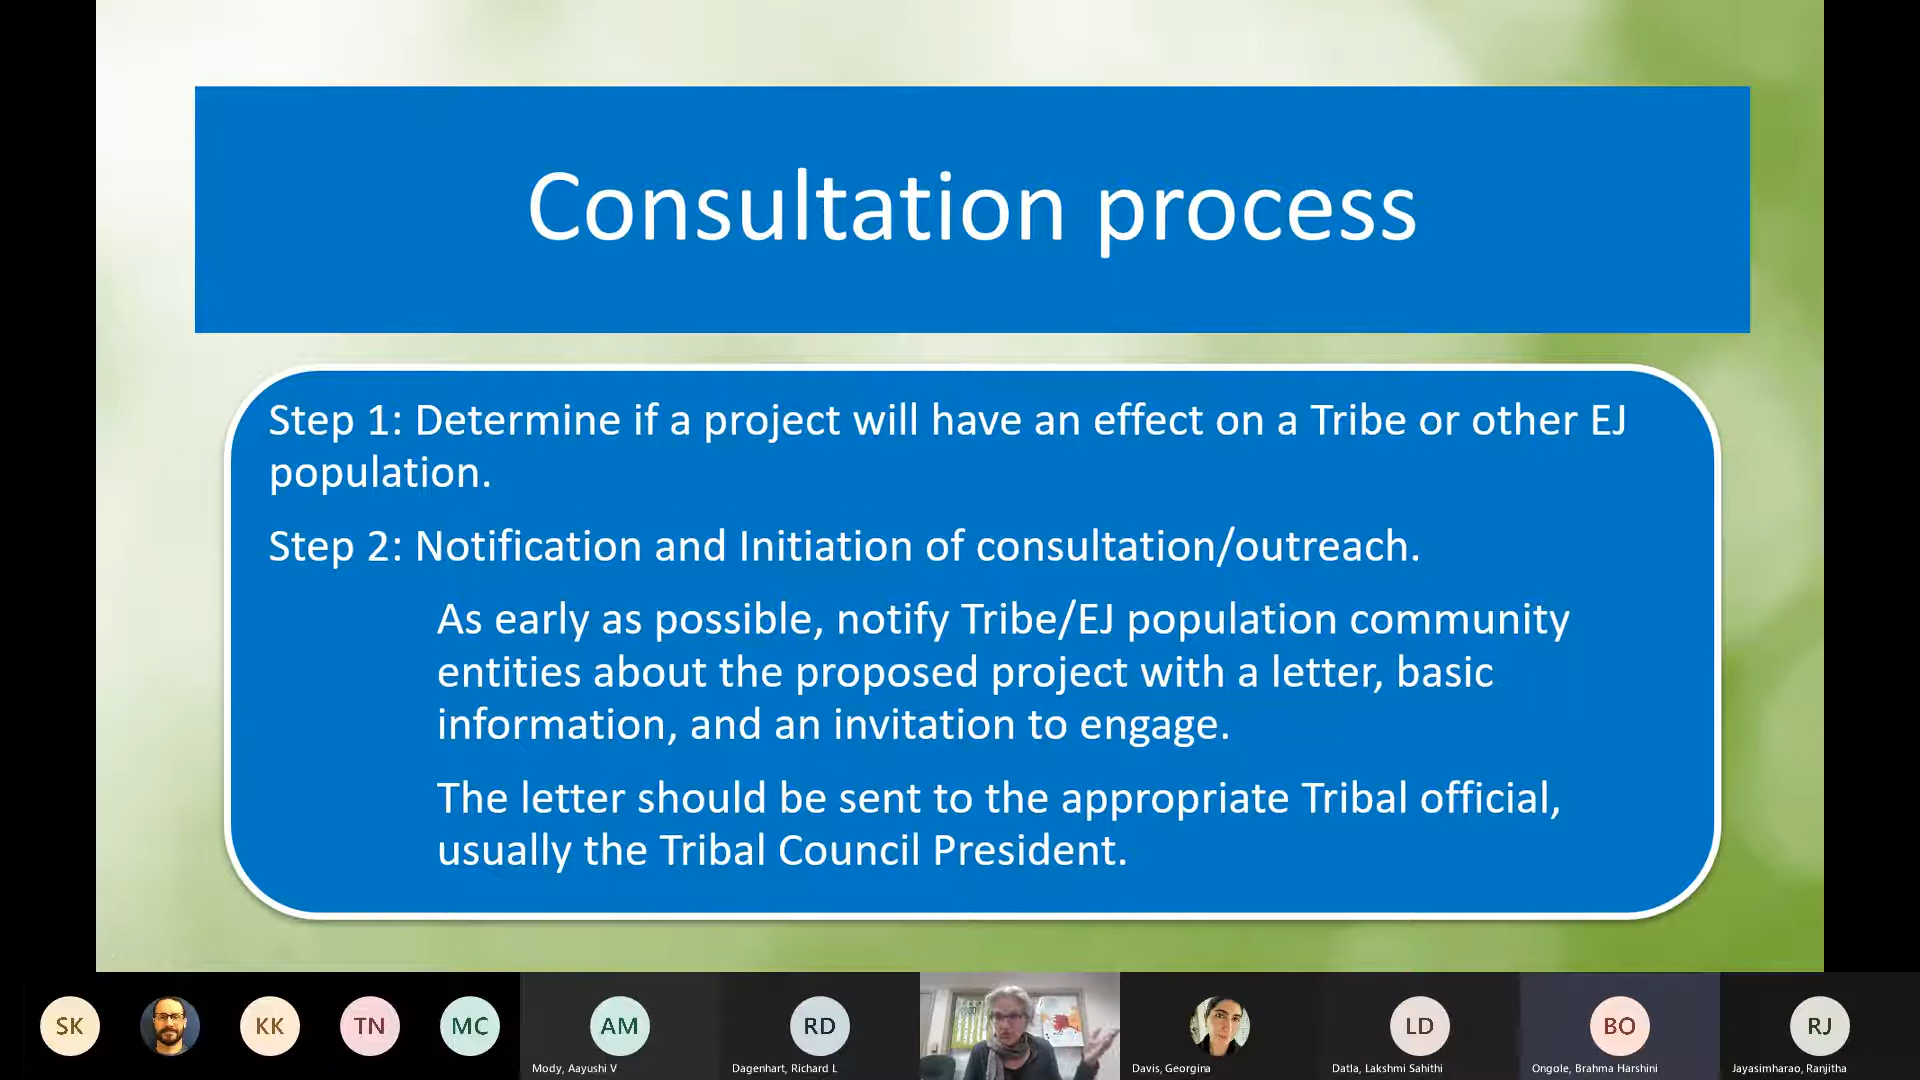 Consultation process
Step 1: Determine if a project will have an effect on a Tribe or other EJ
population.
Step 2: Notification and Initiation of consultation/outreach.
As early as possible, notify Tribe/EJ population community
entities about the proposed project with a letter, basic
information, and an invitation to engage.
The letter should be sent to the appropriate Tribal official,
usually the Tribal Council President.
SK
KK
TN
MC
AM
RD
LD
BO
RJ
Mody, Aayushi V
Dagenhart, Richard L
Davis, Georgina
Datla, Lakshmi Sahithi
Ongole, Brahma Harshini
Jayasimharao, Ranjitha